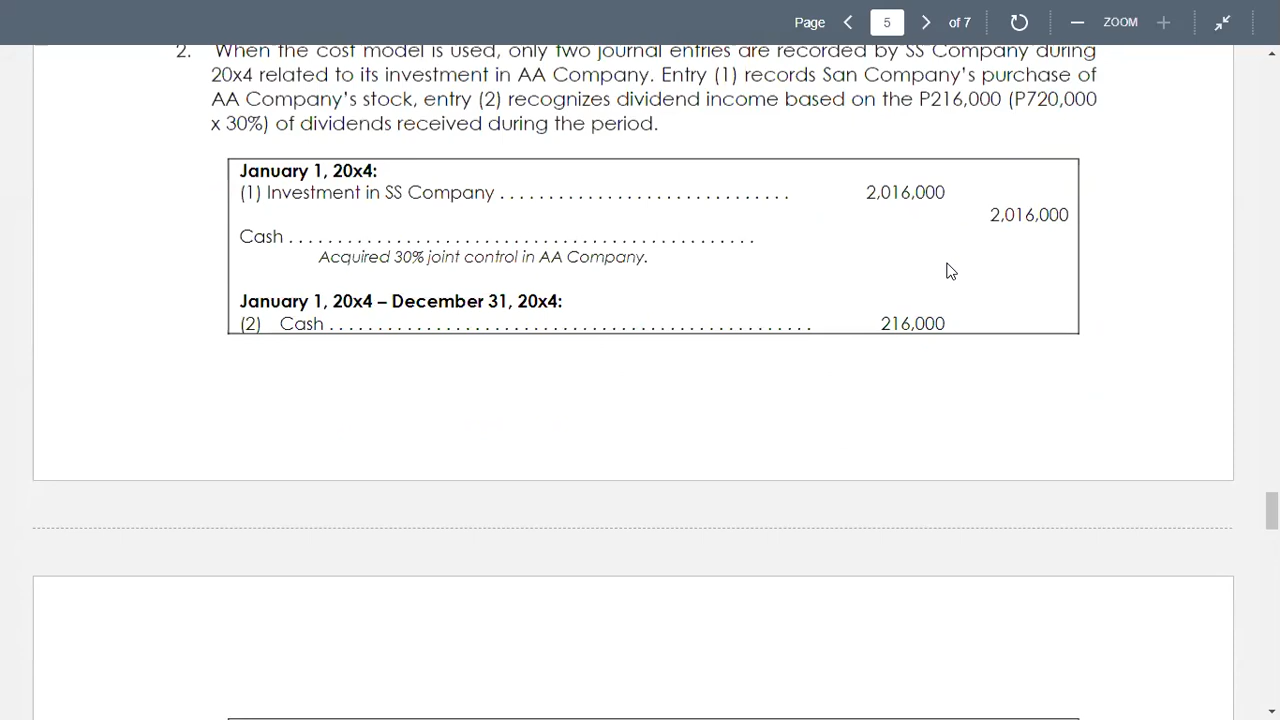 Page 5 of 7 ZOOM
2. When the cost model is used, only two journal entries are recorded by SS Company during
20x4 related to its investment in AA Company. Entry (1) records San Company's purchase of
AA Company's stock, entry (2) recognizes dividend income based on the P216,000 (P720,000
x 30%) of dividends received during the period.
January 1, 20x4:
(1) Investment in SS Company . . . . . . . . . . . . . . . . . . . . . . . . . . . . . . 2,016,000
2,016,000
Cash . . . . . . . . . . . . . . . . . . . . . . . . . . . . . . . . . . . . . . . . . . . . . . . .
Acquired 30% joint control in AA Company.
January 1, 20x4 – December 31, 20x4:
(2) Cash . . . . . . . . . . . . . . . . . . . . . . . . . . . . . . . . . . . . . . . . . . . . . . . . . . 216,000